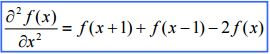 ∂²f(x)/∂x² = f(x+1) + f(x−1) − 2f(x)